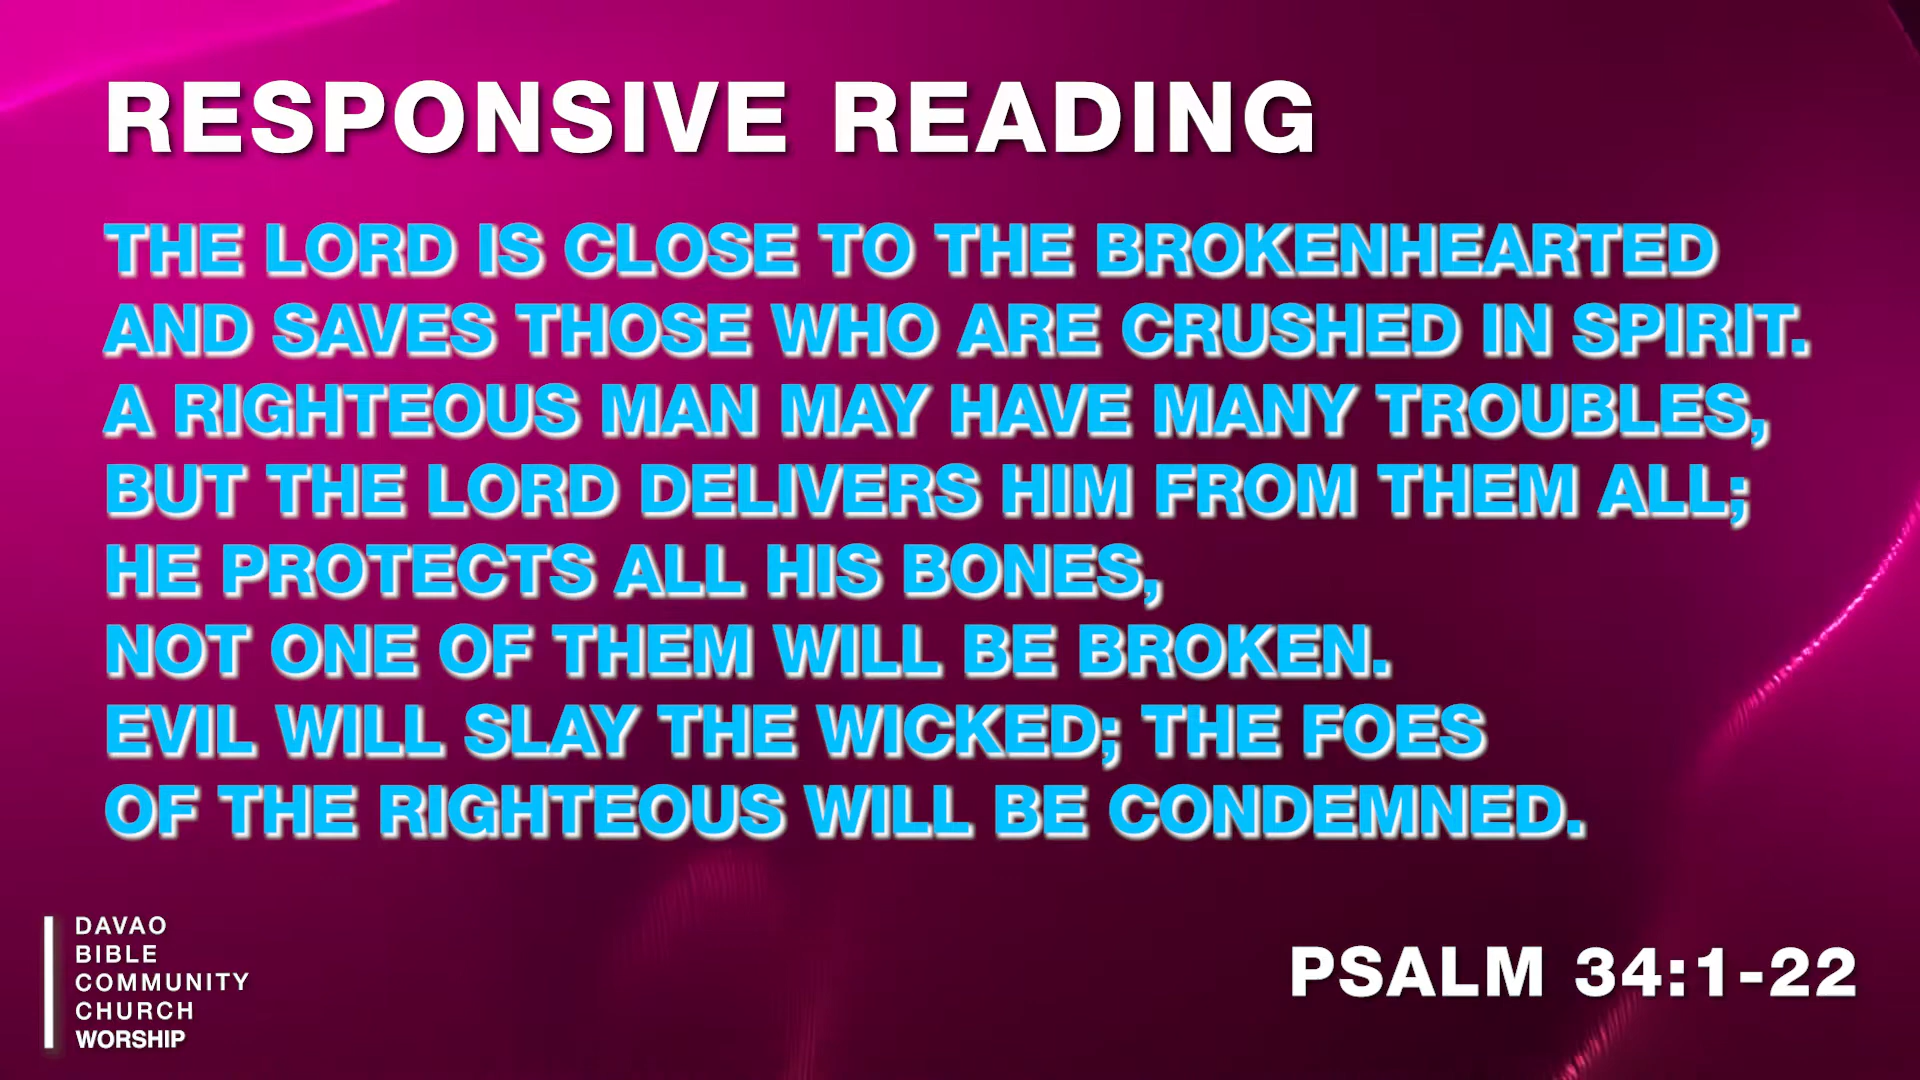 RESPONSIVE READING
THE LORD IS CLOSE TO THE BROKENHEARTED
AND SAVES THOSE WHO ARE CRUSHED IN SPIRIT.
A RIGHTEOUS MAN MAY HAVE MANY TROUBLES,
BUT THE LORD DELIVERS HIM FROM THEM ALL;
HE PROTECTS ALL HIS BONES,
NOT ONE OF THEM WILL BE BROKEN.
EVIL WILL SLAY THE WICKED; THE FOES
OF THE RIGHTEOUS WILL BE CONDEMNED.
DAVAO
BIBLE
COMMUNITY
CHURCH
WORSHIP
PSALM 34:1-22